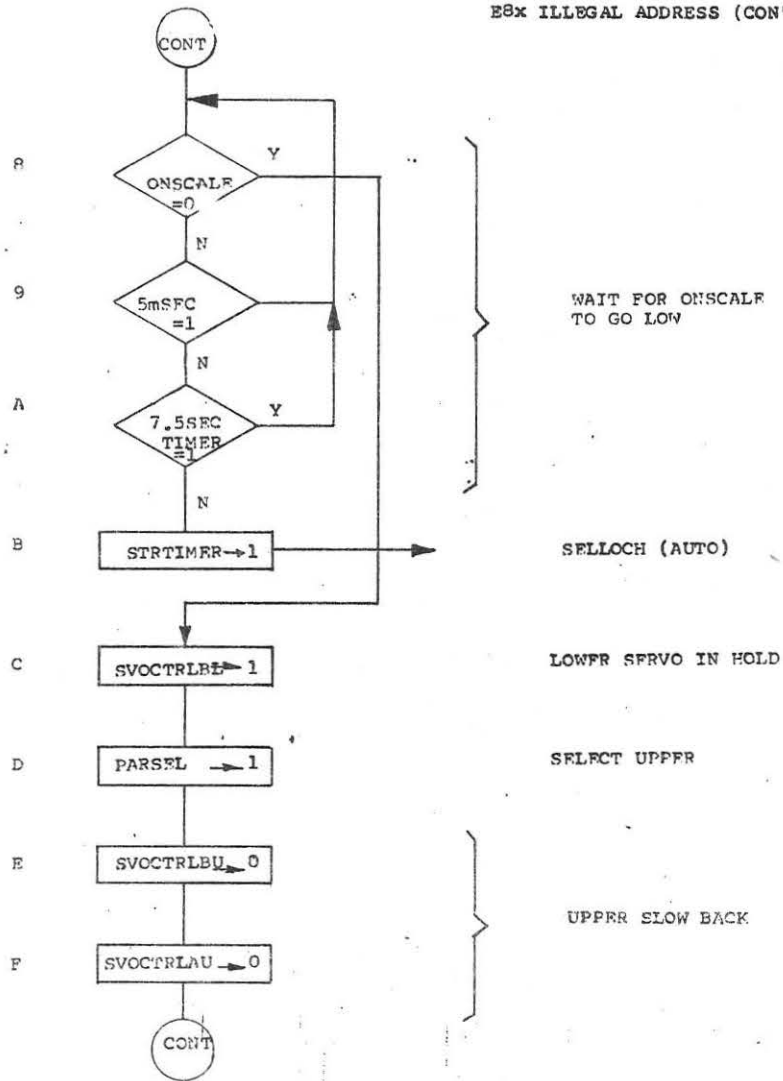 E8x ILLEGAL ADDRESS (CON'
CONT
8
Y
ONSCALE
=0
N
9
5mSEC
=1
WAIT FOR ONSCALE
TO GO LOW
N
A
Y
7.5SEC
TIMER
=1
N
B
STRTIMER→1
SELLOCH (AUTO)
C
SVOCTRLBL→1
LOWER SERVO IN HOLD
D
PARSEL →1
SELECT UPPER
E
SVOCTRLBU→0
UPPER SLOW BACK
F
SVOCTRLAU→0
CONT